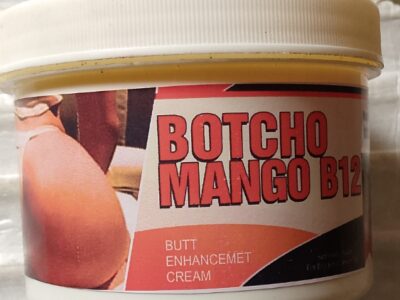 BOTCHO
MANGO B12
BUTT
ENHANCEMET
CREAM